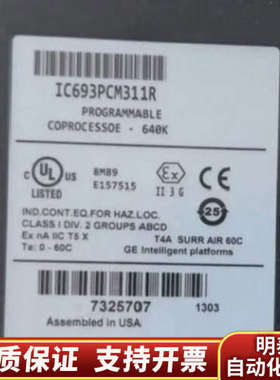 IC693PCM311R
PROGRAMMABLE
COPROCESSOE - 640K
C UL US
LISTED
8M89
E157515
Ex
II 3 G
CE
25
IND.CONT.EQ.FOR HAZ.LOC.
CLASS I DIV. 2 GROUPS ABCD
Ex nA IIC T5 X
T4A SURR AIR 60C
Ta: 0 - 60C
GE Intelligent platforms
7325707
1303
Assembled in USA
质保证 支持开票
明
自动化